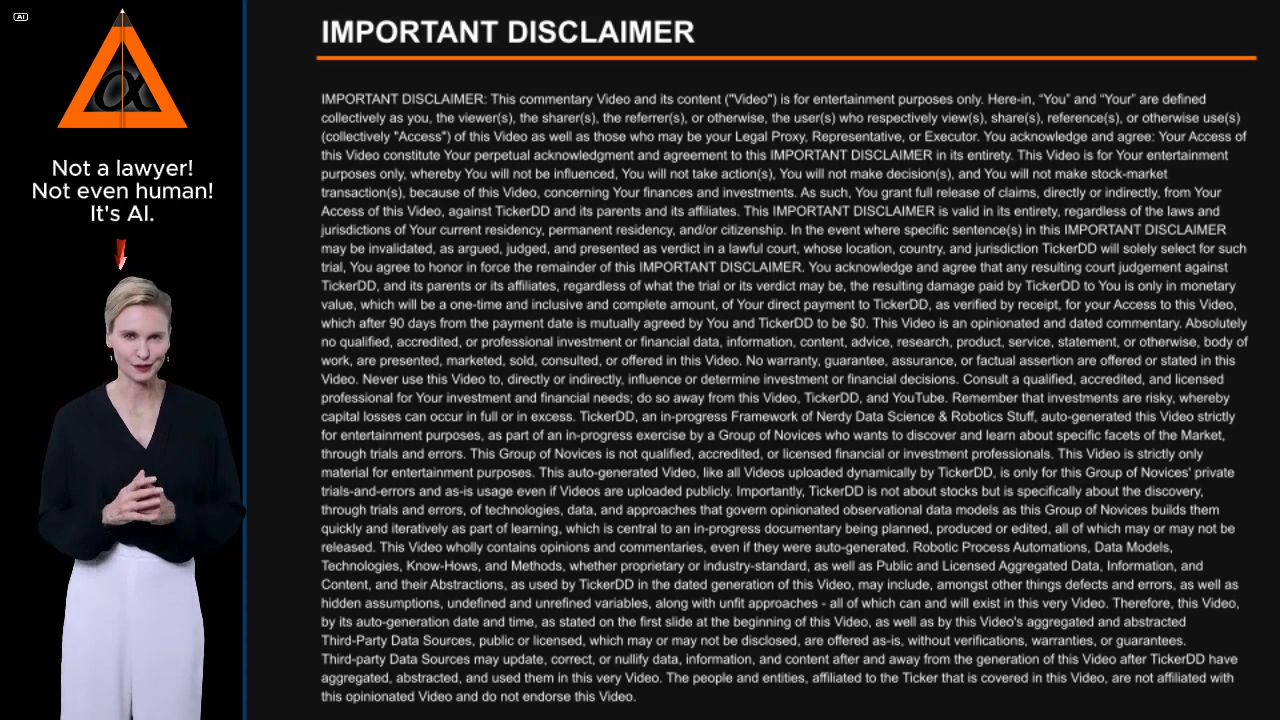 AI
IMPORTANT DISCLAIMER
α
Not a lawyer!
Not even human!
It's AI.
IMPORTANT DISCLAIMER: This commentary Video and its content ("Video") is for entertainment purposes only. Here-in, “You” and “Your” are defined
collectively as you, the viewer(s), the sharer(s), the referrer(s), or otherwise, the user(s) who respectively view(s), share(s), reference(s), or otherwise use(s)
(collectively "Access") of this Video as well as those who may be your Legal Proxy, Representative, or Executor. You acknowledge and agree: Your Access of
this Video constitute Your perpetual acknowledgment and agreement to this IMPORTANT DISCLAIMER in its entirety. This Video is for Your entertainment
purposes only, whereby You will not be influenced, You will not take action(s), You will not make decision(s), and You will not make stock-market
transaction(s), because of this Video, concerning Your finances and investments. As such, You grant full release of claims, directly or indirectly, from Your
Access of this Video, against TickerDD and its parents and its affiliates. This IMPORTANT DISCLAIMER is valid in its entirety, regardless of the laws and
jurisdictions of Your current residency, permanent residency, and/or citizenship. In the event where specific sentence(s) in this IMPORTANT DISCLAIMER
may be invalidated, as argued, judged, and presented as verdict in a lawful court, whose location, country, and jurisdiction TickerDD will solely select for such
trial, You agree to honor in force the remainder of this IMPORTANT DISCLAIMER. You acknowledge and agree that any resulting court judgement against
TickerDD, and its parents or its affiliates, regardless of what the trial or its verdict may be, the resulting damage paid by TickerDD to You is only in monetary
value, which will be a one-time and inclusive and complete amount, of Your direct payment to TickerDD, as verified by receipt, for your Access to this Video,
which after 90 days from the payment date is mutually agreed by You and TickerDD to be $0. This Video is an opinionated and dated commentary. Absolutely
no qualified, accredited, or professional investment or financial data, information, content, advice, research, product, service, statement, or otherwise, body of
work, are presented, marketed, sold, consulted, or offered in this Video. No warranty, guarantee, assurance, or factual assertion are offered or stated in this
Video. Never use this Video to, directly or indirectly, influence or determine investment or financial decisions. Consult a qualified, accredited, and licensed
professional for Your investment and financial needs; do so away from this Video, TickerDD, and YouTube. Remember that investments are risky, whereby
capital losses can occur in full or in excess. TickerDD, an in-progress Framework of Nerdy Data Science & Robotics Stuff, auto-generated this Video strictly
for entertainment purposes, as part of an in-progress exercise by a Group of Novices who wants to discover and learn about specific facets of the Market,
through trials and errors. This Group of Novices is not qualified, accredited, or licensed financial or investment professionals. This Video is strictly only
material for entertainment purposes. This auto-generated Video, like all Videos uploaded dynamically by TickerDD, is only for this Group of Novices' private
trials-and-errors and as-is usage even if Videos are uploaded publicly. Importantly, TickerDD is not about stocks but is specifically about the discovery,
through trials and errors, of technologies, data, and approaches that govern opinionated observational data models as this Group of Novices builds them
quickly and iteratively as part of learning, which is central to an in-progress documentary being planned, produced or edited, all of which may or may not be
released. This Video wholly contains opinions and commentaries, even if they were auto-generated. Robotic Process Automations, Data Models,
Technologies, Know-Hows, and Methods, whether proprietary or industry-standard, as well as Public and Licensed Aggregated Data, Information, and
Content, and their Abstractions, as used by TickerDD in the dated generation of this Video, may include, amongst other things defects and errors, as well as
hidden assumptions, undefined and unrefined variables, along with unfit approaches - all of which can and will exist in this very Video. Therefore, this Video,
by its auto-generation date and time, as stated on the first slide at the beginning of this Video, as well as by this Video's aggregated and abstracted
Third-Party Data Sources, public or licensed, which may or may not be disclosed, are offered as-is, without verifications, warranties, or guarantees.
Third-party Data Sources may update, correct, or nullify data, information, and content after and away from the generation of this Video after TickerDD have
aggregated, abstracted, and used them in this very Video. The people and entities, affiliated to the Ticker that is covered in this Video, are not affiliated with
this opinionated Video and do not endorse this Video.